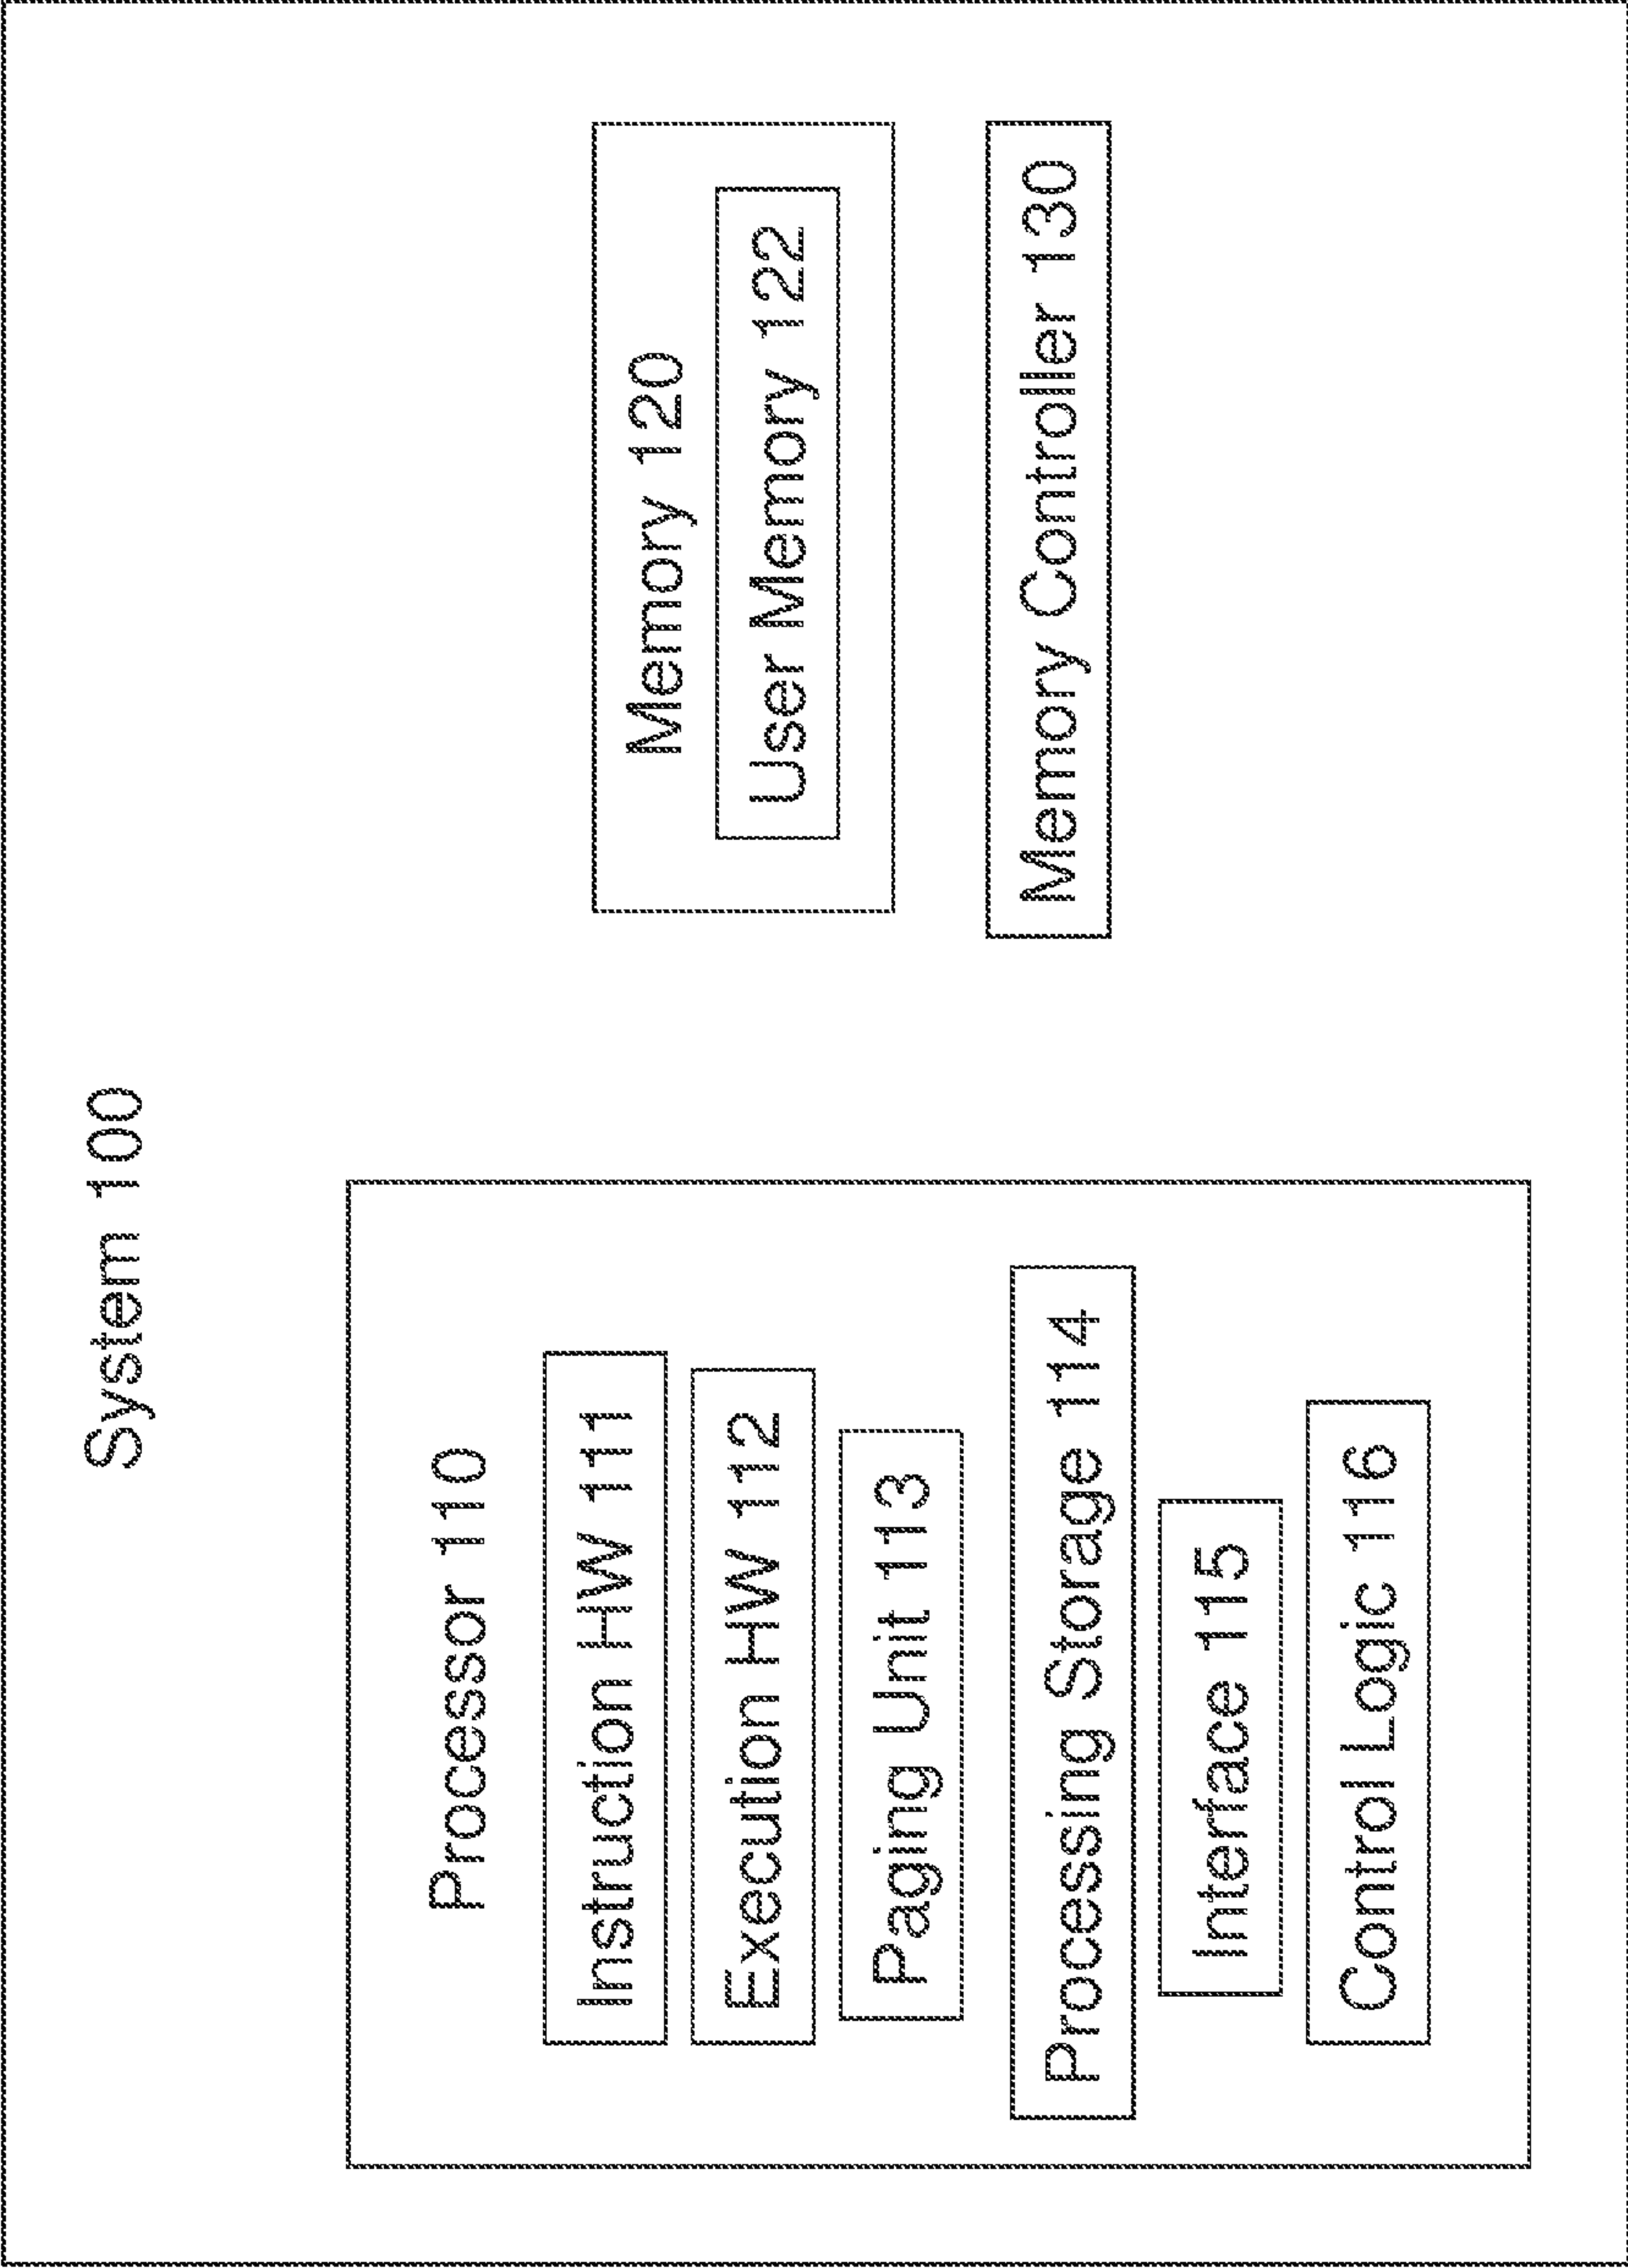 System 100
Processor 110
Instruction HW 111
Execution HW 112
Paging Unit 113
Processing Storage 114
Interface 115
Control Logic 116
Memory 120
User Memory 122
Memory Controller 130